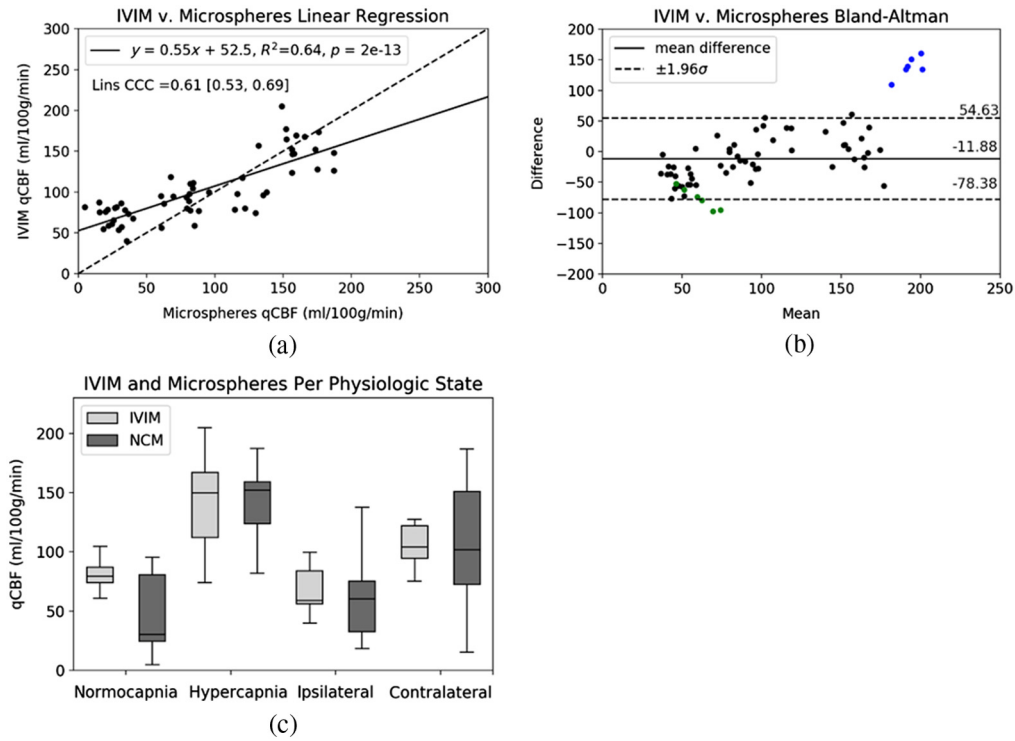 IVIM v. Microspheres Linear Regression
y = 0.55x + 52.5, R²=0.64, p = 2e-13
Lins CCC =0.61 [0.53, 0.69]
300
250
200
150
100
50
0
IVIM qCBF (ml/100g/min)
0 50 100 150 200 250 300
Microspheres qCBF (ml/100g/min)
(a)
IVIM v. Microspheres Bland-Altman
mean difference
±1.96σ
200
150
100
50
0
−50
−100
−150
−200
Difference
54.63
-11.88
-78.38
0 50 100 150 200 250
Mean
(b)
IVIM and Microspheres Per Physiologic State
IVIM
NCM
200
150
100
50
0
qCBF (ml/100g/min)
Normocapnia Hypercapnia Ipsilateral Contralateral
(c)